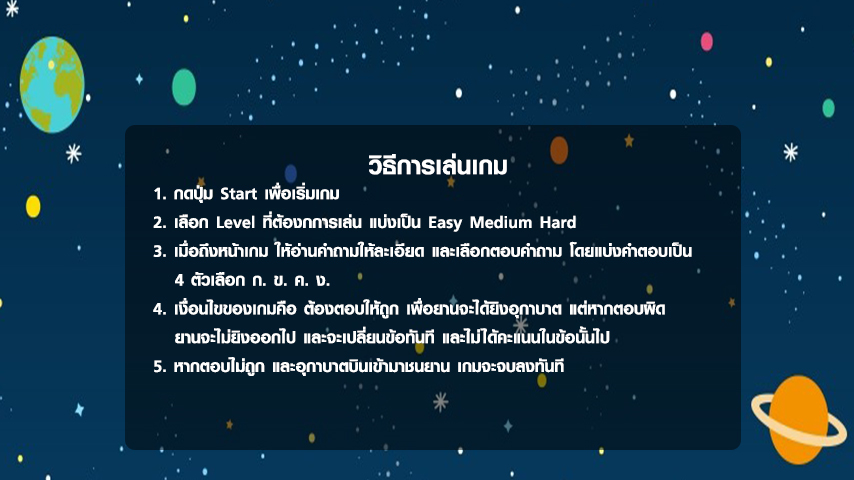 วิธีการเล่นเกม
1. กดปุ่ม Start เพื่อเริ่มเกม
2. เลือก Level ที่ต้องกการเล่น แบ่งเป็น Easy Medium Hard
3. เมื่อถึงหน้าเกม ให้อ่านคำถามให้ละเอียด และเลือกตอบคำถาม โดยแบ่งคำตอบเป็น
4 ตัวเลือก ก. ข. ค. ง.
4. เงื่อนไขของเกมคือ ต้องตอบให้ถูก เพื่อยานจะได้ยิงอุกาบาต แต่หากตอบผิด
ยานจะไม่ยิงออกไป และจะเปลี่ยนข้อทันที และไม่ได้คะแนนในข้อนั้นไป
5. หากตอบไม่ถูก และอุกาบาตบินเข้ามาชนยาน เกมจะจบลงทันที